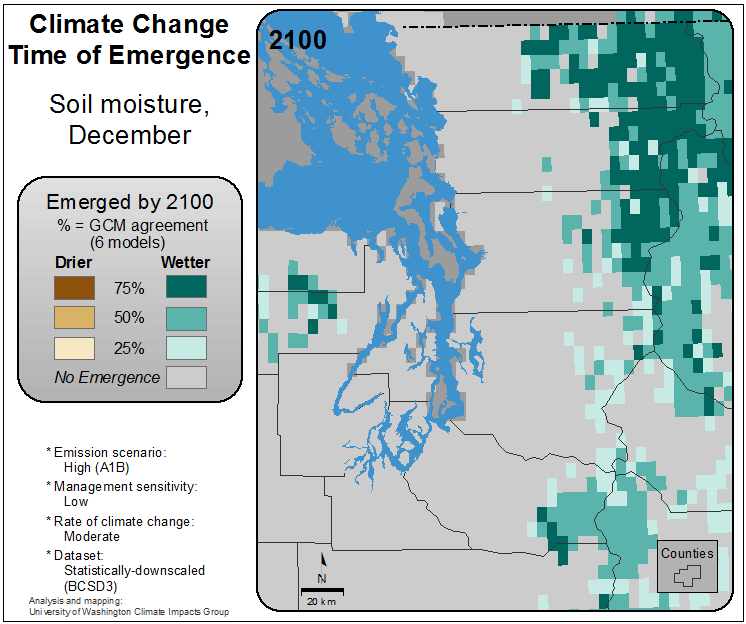 Climate Change
Time of Emergence
Soil moisture,
December
Emerged by 2100
% = GCM agreement
(6 models)
Drier Wetter
75%
50%
25%
No Emergence
* Emission scenario:
High (A1B)
* Management sensitivity:
Low
* Rate of climate change:
Moderate
* Dataset:
Statistically-downscaled
(BCSD3)
Analysis and mapping:
University of Washington Climate Impacts Group
2100
N
20 km
Counties